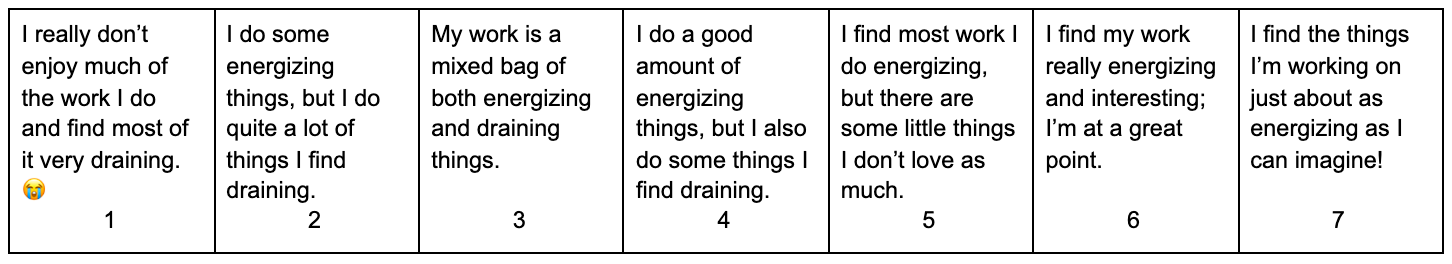 I really don’t
enjoy much of
the work I do
and find most of
it very draining.
😭
1
I do some
energizing
things, but I do
quite a lot of
things I find
draining.
2
My work is a
mixed bag of
both energizing
and draining
things.
3
I do a good
amount of
energizing
things, but I also
do some things I
find draining.
4
I find most work I
do energizing,
but there are
some little things
I don’t love as
much.
5
I find my work
really energizing
and interesting;
I’m at a great
point.
6
I find the things
I’m working on
just about as
energizing as I
can imagine!
7